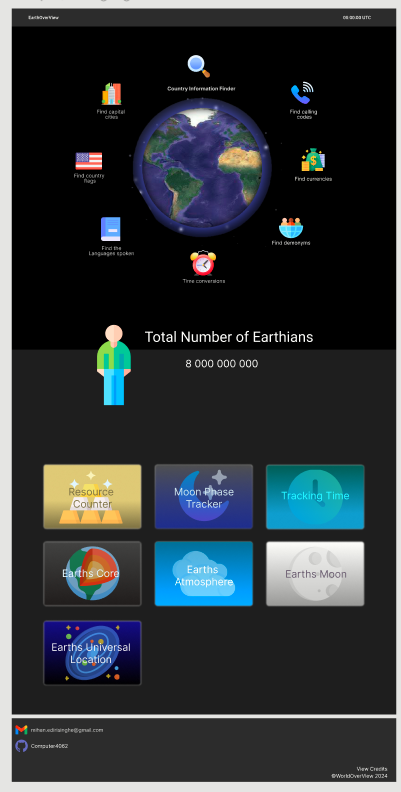 EarthOverView
00:00:00 UTC
Country Information Finder
Find capital
cities
Find calling
codes
Find country
flags
Find currencies
Find the
Languages spoken
Find demonyms
Time conversions
Total Number of Earthians
8 000 000 000
Resource
Counter
Moon Phase
Tracker
Tracking Time
Earths Core
Earths
Atmosphere
Earths Moon
Earths Universal
Location
mihen.edirisinghe@gmail.com
Computer4062
View Credits
©WorldOverView 2024